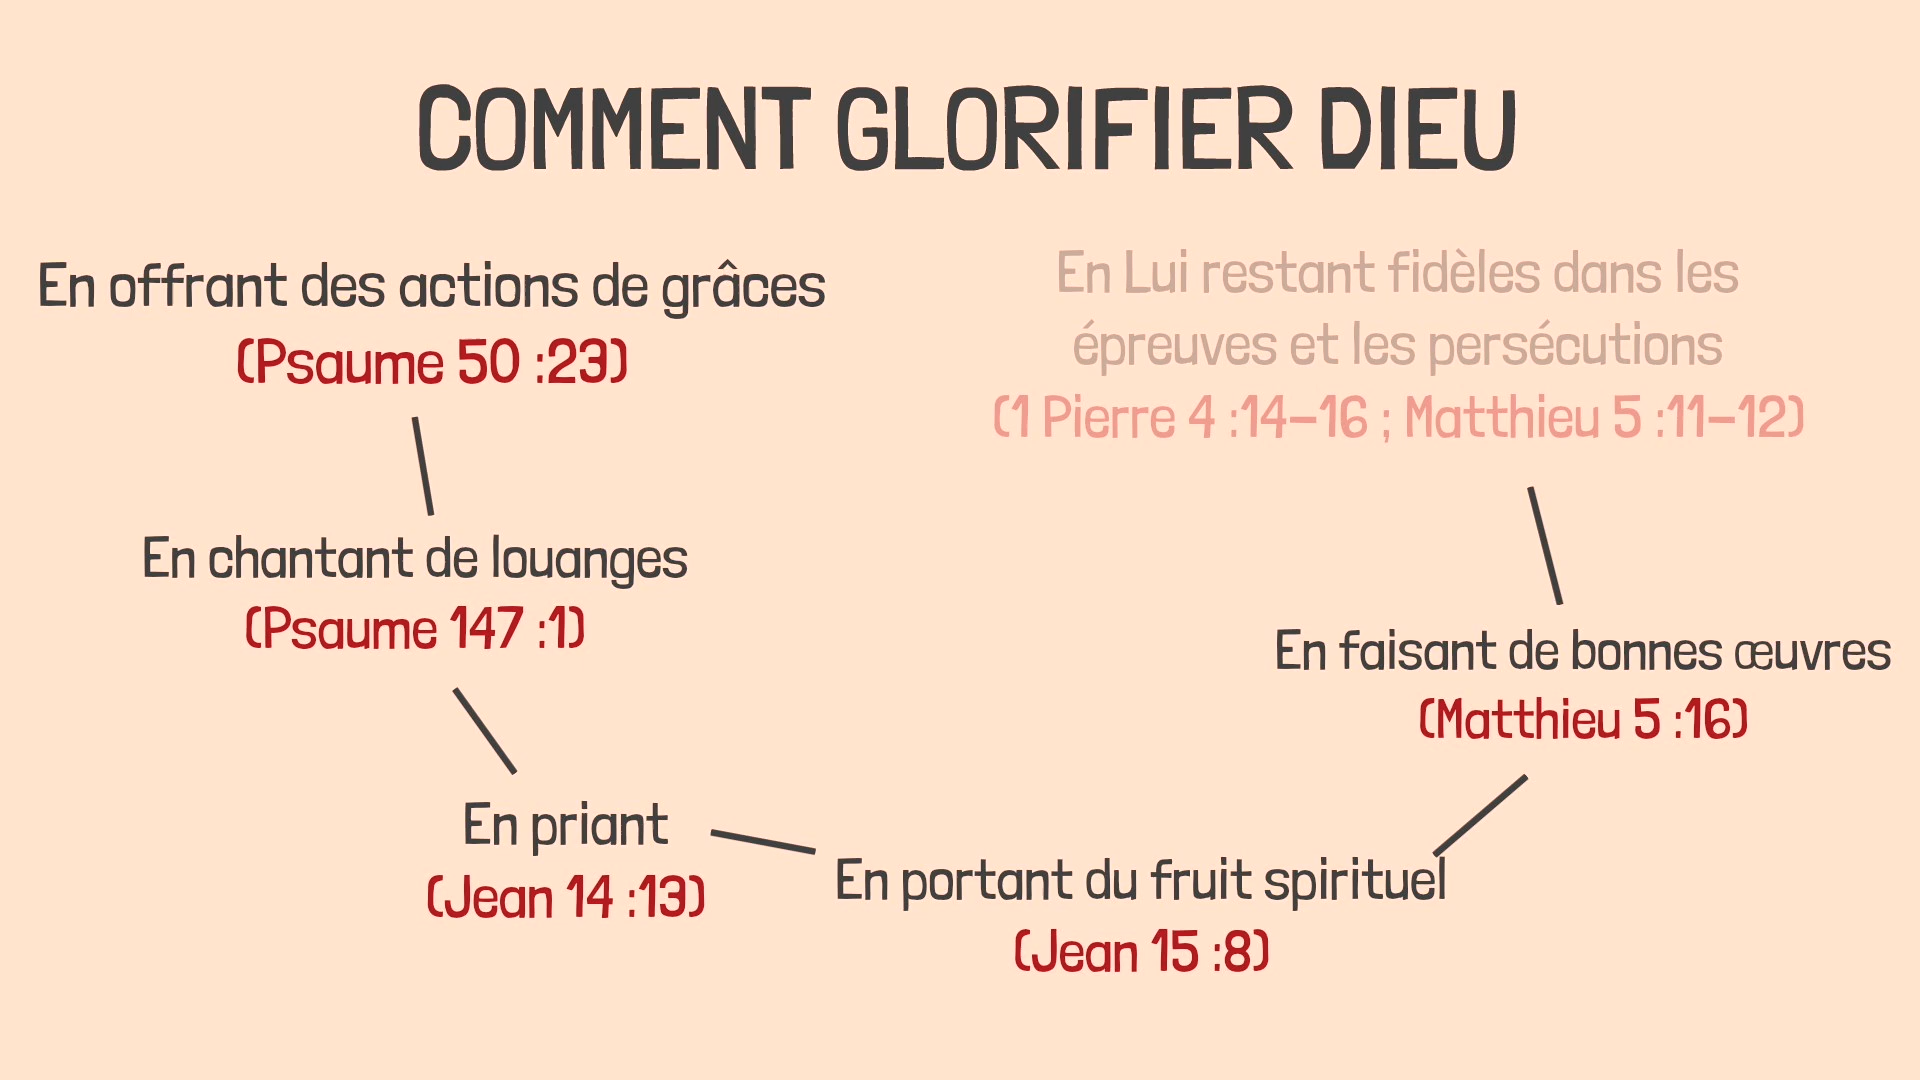 COMMENT GLORIFIER DIEU
En offrant des actions de grâces
(Psaume 50 :23)
En chantant de louanges
(Psaume 147 :1)
En priant
(Jean 14 :13)
En portant du fruit spirituel
(Jean 15 :8)
En faisant de bonnes œuvres
(Matthieu 5 :16)
En Lui restant fidèles dans les
épreuves et les persécutions
(1 Pierre 4 :14–16 ; Matthieu 5 :11–12)